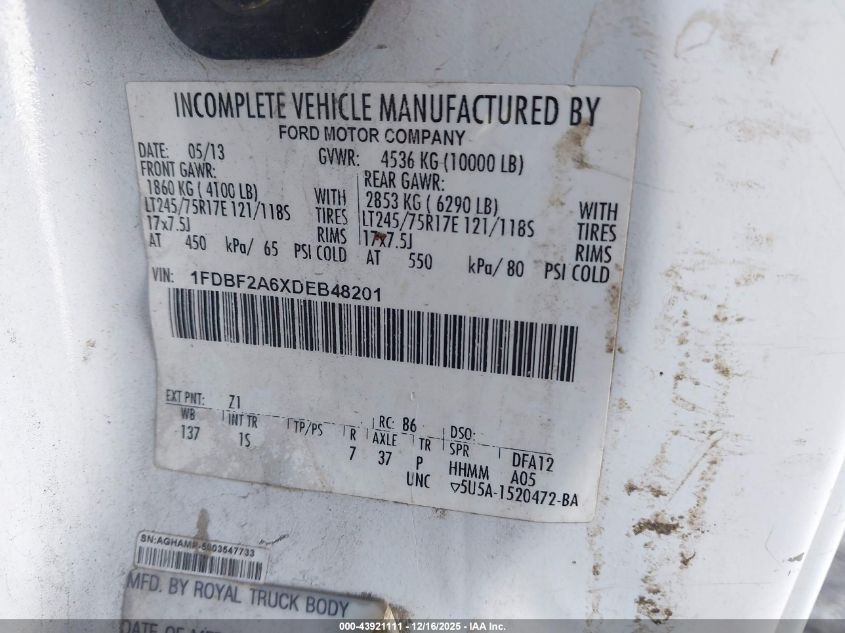 INCOMPLETE VEHICLE MANUFACTURED BY
FORD MOTOR COMPANY
DATE: 05/13 GVWR: 4536 KG (10000 LB)
FRONT GAWR: REAR GAWR:
1860 KG ( 4100 LB) WITH 2853 KG ( 6290 LB) WITH
LT245/75R17E 121/118S TIRES LT245/75R17E 121/118S TIRES
17x7.5J RIMS 17x7.5J RIMS
AT 450 kPa/ 65 PSI COLD AT 550 kPa/ 80 PSI COLD
VIN: 1FDBF2A6XDEB48201
EXT PNT: Z1 RC: 86 DSO:
WB INT TR TP/PS R AXLE TR SPR DFA12
137 1S 7 37 P HHMM A05
UNC ▽5U5A-1520472-BA
MFD. BY ROYAL TRUCK BODY
DATE OF
000-43921111 - 12/16/2025 - IAA Inc.